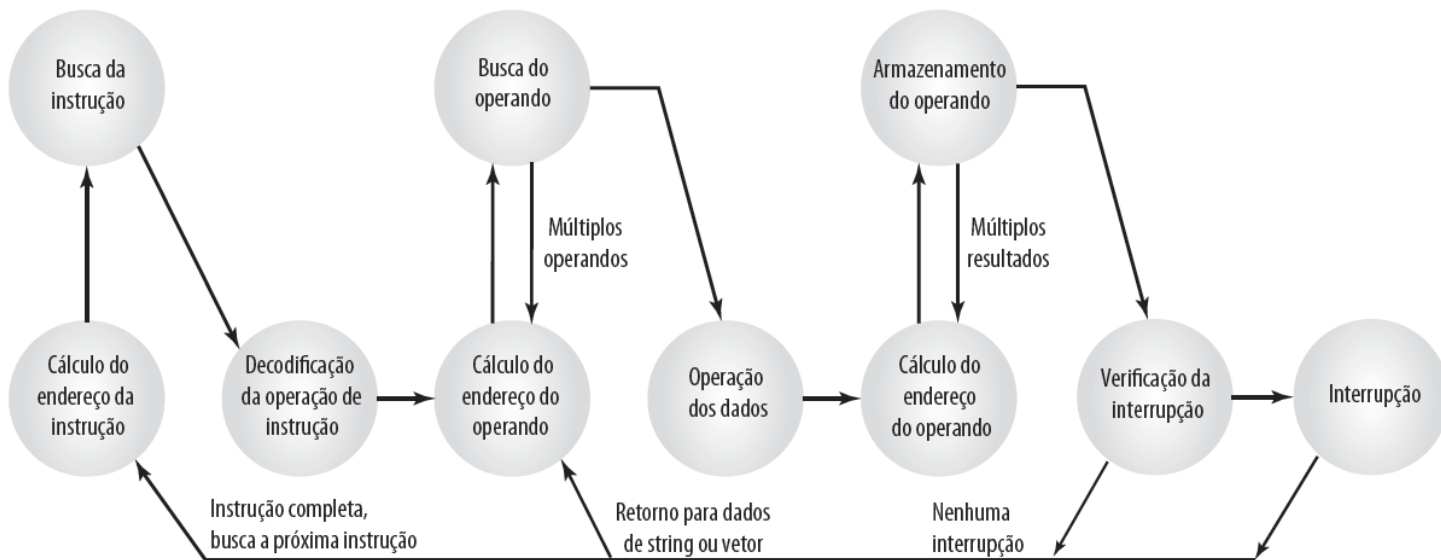 Busca da
instrução
Busca do
operando
Armazenamento
do operando
Múltiplos
operandos
Múltiplos
resultados
Cálculo do
endereço da
instrução
Decodificação
da operação de
instrução
Cálculo do
endereço do
operando
Operação
dos dados
Cálculo do
endereço
do operando
Verificação da
interrupção
Interrupção
Instrução completa,
busca a próxima instrução
Retorno para dados
de string ou vetor
Nenhuma
interrupção